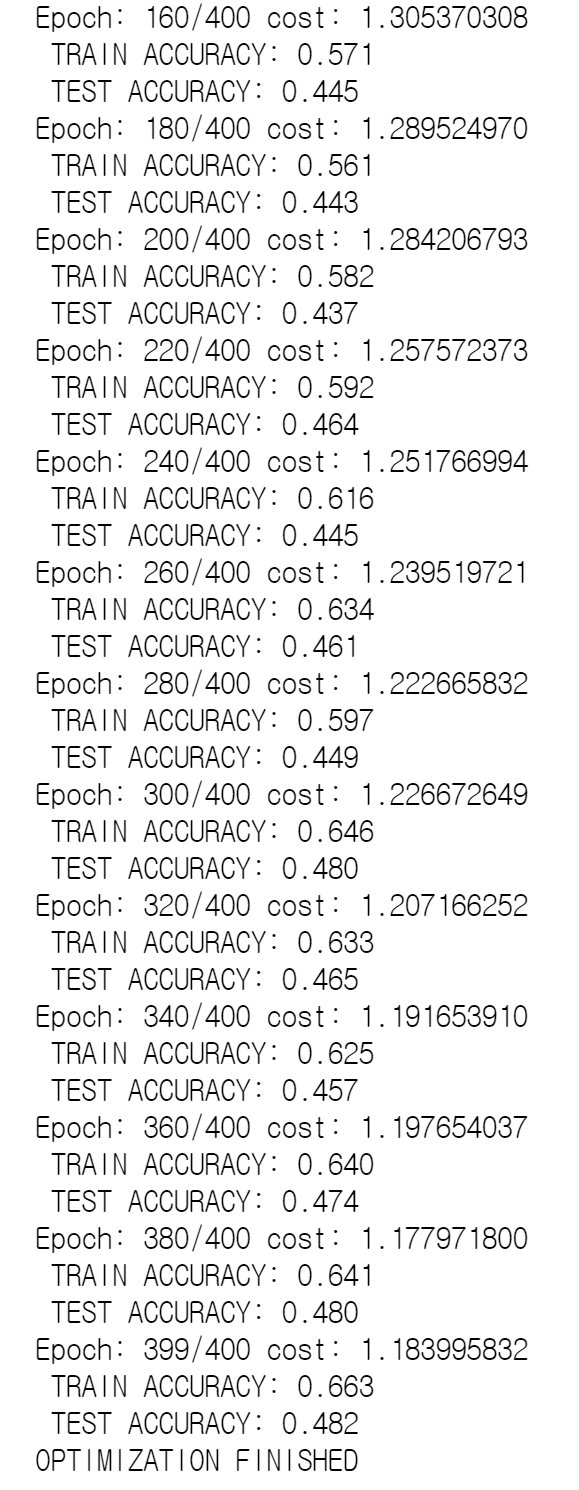 Epoch: 160/400 cost: 1.305370308
TRAIN ACCURACY: 0.571
TEST ACCURACY: 0.445
Epoch: 180/400 cost: 1.289524970
TRAIN ACCURACY: 0.561
TEST ACCURACY: 0.443
Epoch: 200/400 cost: 1.284206793
TRAIN ACCURACY: 0.582
TEST ACCURACY: 0.437
Epoch: 220/400 cost: 1.257572373
TRAIN ACCURACY: 0.592
TEST ACCURACY: 0.464
Epoch: 240/400 cost: 1.251766994
TRAIN ACCURACY: 0.616
TEST ACCURACY: 0.445
Epoch: 260/400 cost: 1.239519721
TRAIN ACCURACY: 0.634
TEST ACCURACY: 0.461
Epoch: 280/400 cost: 1.222665832
TRAIN ACCURACY: 0.597
TEST ACCURACY: 0.449
Epoch: 300/400 cost: 1.226672649
TRAIN ACCURACY: 0.646
TEST ACCURACY: 0.480
Epoch: 320/400 cost: 1.207166252
TRAIN ACCURACY: 0.633
TEST ACCURACY: 0.465
Epoch: 340/400 cost: 1.191653910
TRAIN ACCURACY: 0.625
TEST ACCURACY: 0.457
Epoch: 360/400 cost: 1.197654037
TRAIN ACCURACY: 0.640
TEST ACCURACY: 0.474
Epoch: 380/400 cost: 1.177971800
TRAIN ACCURACY: 0.641
TEST ACCURACY: 0.480
Epoch: 399/400 cost: 1.183995832
TRAIN ACCURACY: 0.663
TEST ACCURACY: 0.482
OPTIMIZATION FINISHED